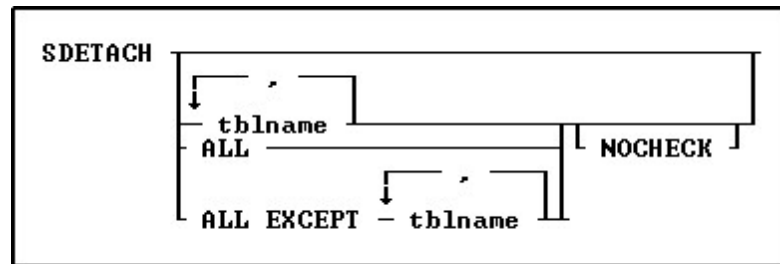 SDETACH
,
tblname
ALL
NOCHECK
,
ALL EXCEPT tblname